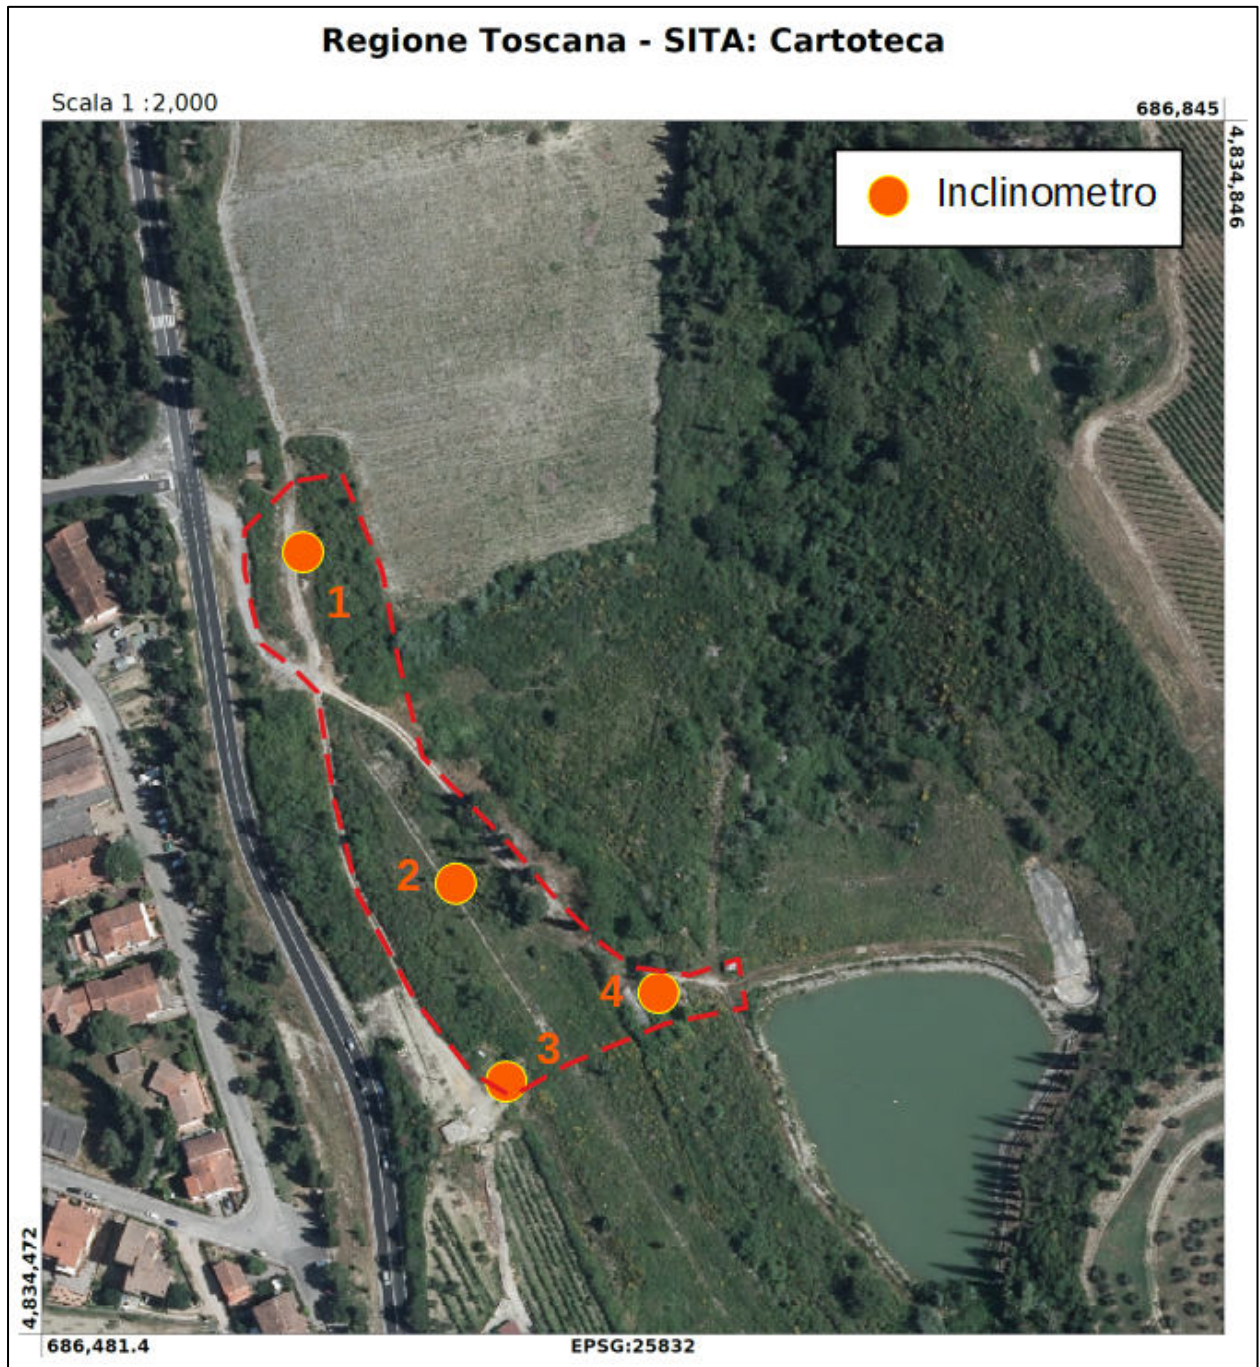 Regione Toscana - SITA: Cartoteca
Scala 1 :2,000
686,845
4,834,846
Inclinometro
1
2
4
3
4,834,472
686,481.4
EPSG:25832